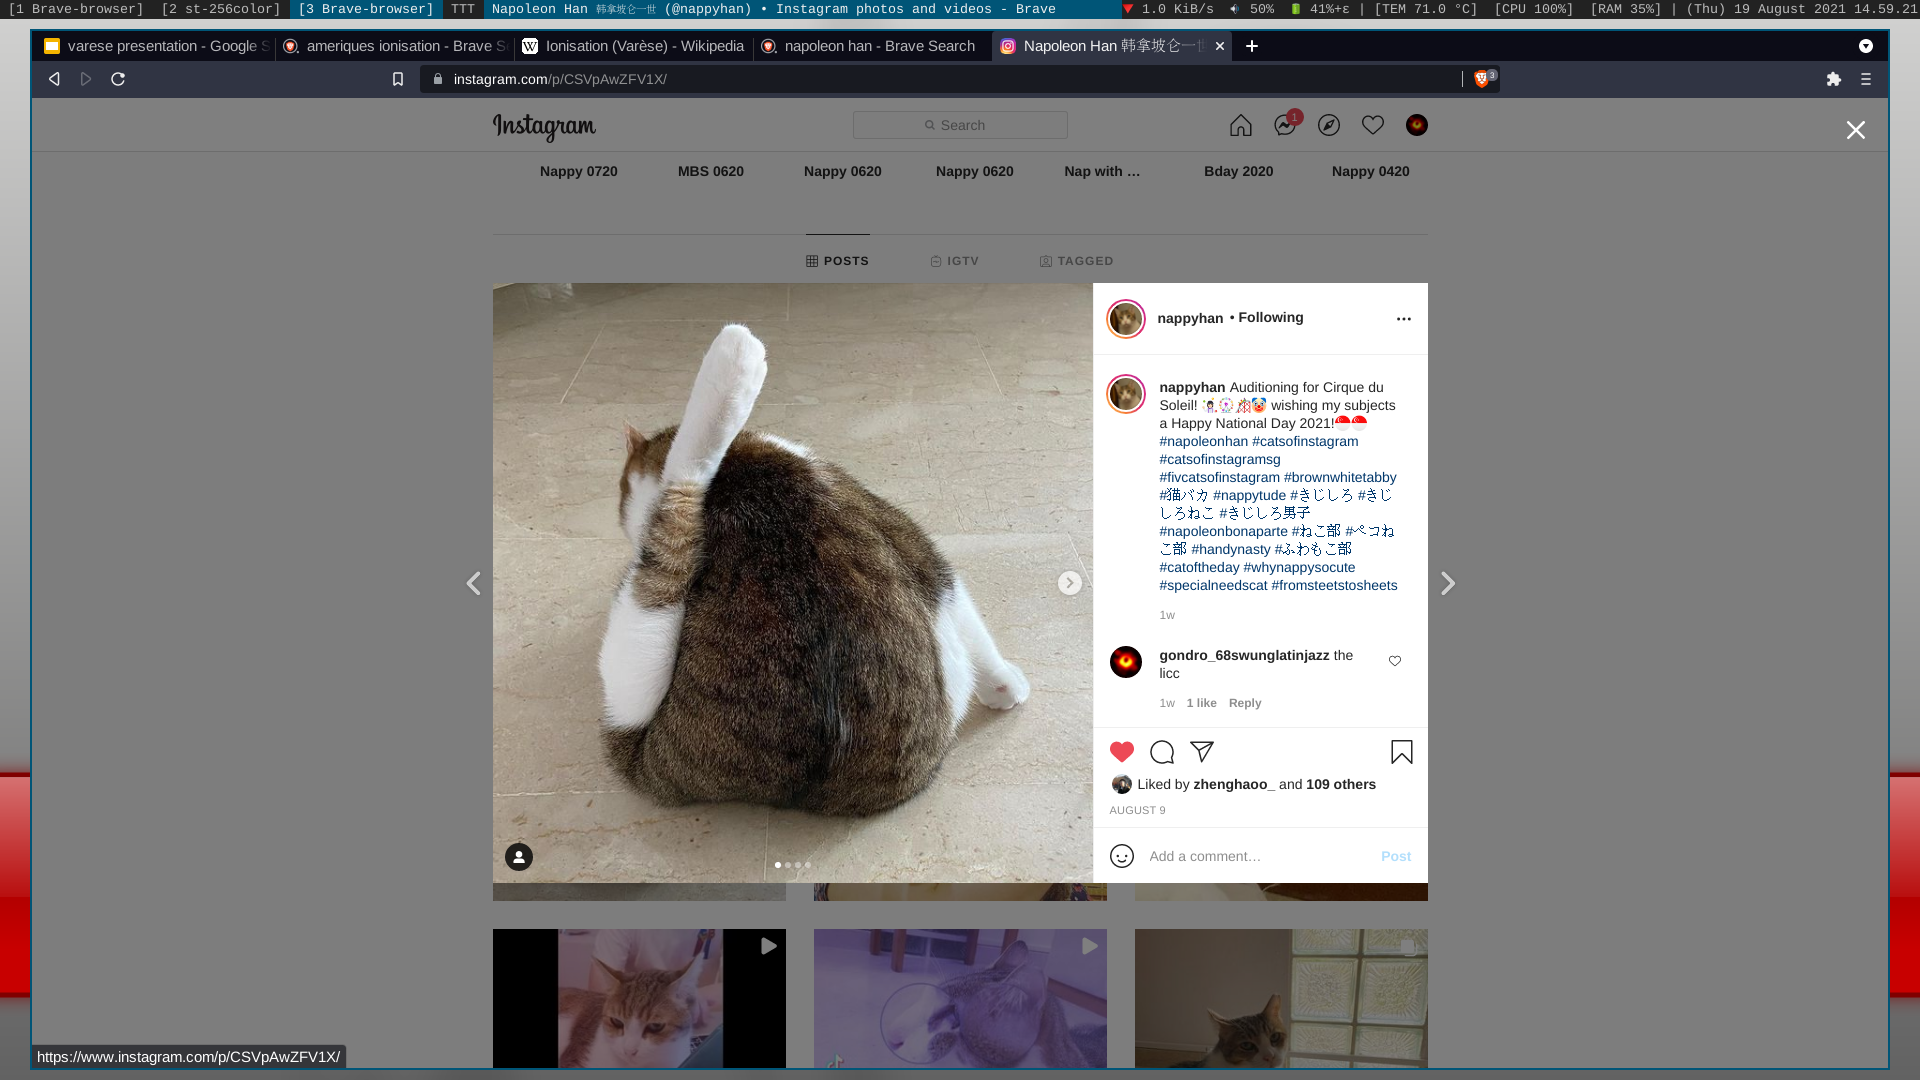 [1 Brave-browser] [2 st-256color] [3 Brave-browser] TTT Napoleon Han 韩拿坡仑一世 (@nappyhan) • Instagram photos and videos - Brave 1.0 KiB/s 50% 41%+ε | [TEM 71.0 °C] [CPU 100%] [RAM 35%] | (Thu) 19 August 2021 14.59.21
varese presentation - Google S ameriques ionisation - Brave S Ionisation (Varèse) - Wikipedia napoleon han - Brave Search Napoleon Han 韩拿坡仑一世
instagram.com/p/CSVpAwZFV1X/ 3
Instagram Search 1
Nappy 0720 MBS 0620 Nappy 0620 Nappy 0620 Nap with … Bday 2020 Nappy 0420
POSTS IGTV TAGGED
nappyhan • Following
nappyhan Auditioning for Cirque du
Soleil! 🤹🏻‍♀️🎡🎪🤡 wishing my subjects
a Happy National Day 2021!🇸🇬🇸🇬
#napoleonhan #catsofinstagram
#catsofinstagramsg
#fivcatsofinstagram #brownwhitetabby
#猫バカ #nappytude #きじしろ #きじ
しろねこ #きじしろ男子
#napoleonbonaparte #ねこ部 #ペコね
こ部 #handynasty #ふわもこ部
#catoftheday #whynappysocute
#specialneedscat #fromsteetstosheets
1w
gondro_68swunglatinjazz the
licc
1w 1 like Reply
Liked by zhenghaoo_ and 109 others
AUGUST 9
Add a comment… Post
https://www.instagram.com/p/CSVpAwZFV1X/